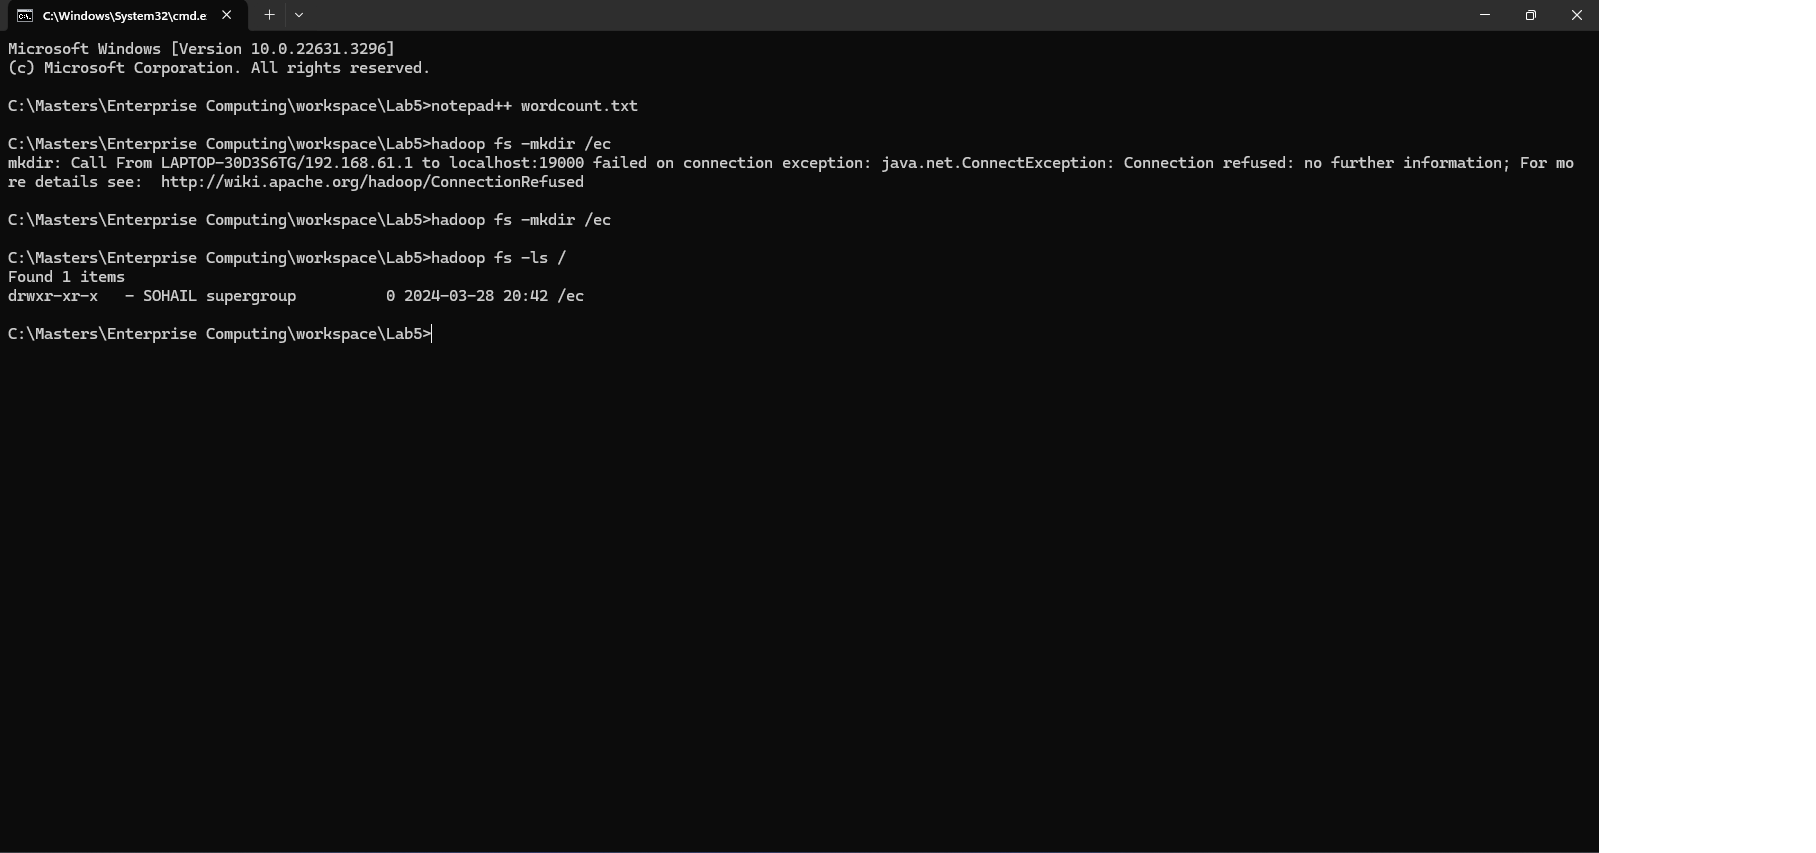 C:\Windows\System32\cmd.e
Microsoft Windows [Version 10.0.22631.3296]
(c) Microsoft Corporation. All rights reserved.
C:\Masters\Enterprise Computing\workspace\Lab5>notepad++ wordcount.txt
C:\Masters\Enterprise Computing\workspace\Lab5>hadoop fs -mkdir /ec
mkdir: Call From LAPTOP-30D3S6TG/192.168.61.1 to localhost:19000 failed on connection exception: java.net.ConnectException: Connection refused: no further information; For mo
re details see:  http://wiki.apache.org/hadoop/ConnectionRefused
C:\Masters\Enterprise Computing\workspace\Lab5>hadoop fs -mkdir /ec
C:\Masters\Enterprise Computing\workspace\Lab5>hadoop fs -ls /
Found 1 items
drwxr-xr-x   - SOHAIL supergroup          0 2024-03-28 20:42 /ec
C:\Masters\Enterprise Computing\workspace\Lab5>